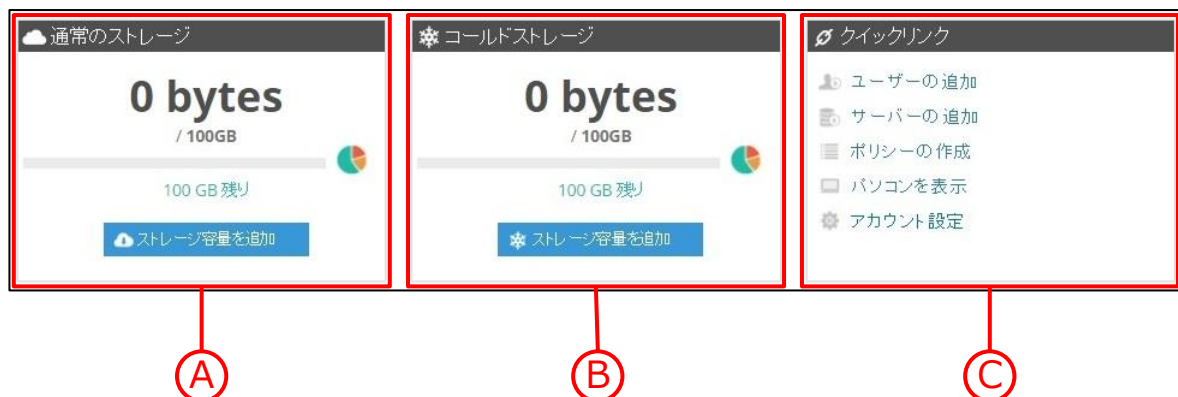 通常のストレージ
0 bytes
/ 100GB
100 GB 残り
ストレージ容量を追加
コールドストレージ
0 bytes
/ 100GB
100 GB 残り
ストレージ容量を追加
クイックリンク
ユーザーの追加
サーバーの追加
ポリシーの作成
パソコンを表示
アカウント設定
A
B
C